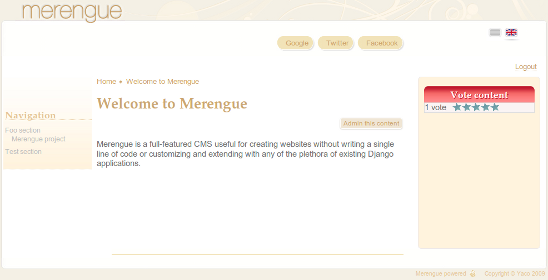 merengue
Google
Twitter
Facebook
Logout
Home
Welcome to Merengue
Welcome to Merengue
Admin this content
Navigation
Foo section
Merengue project
Test section
Merengue is a full-featured CMS useful for creating websites without writing a single
line of code or customizing and extending with any of the plethora of existing Django
applications.
Vote content
1 vote
Merengue powered
Copyright © Yaco 2009